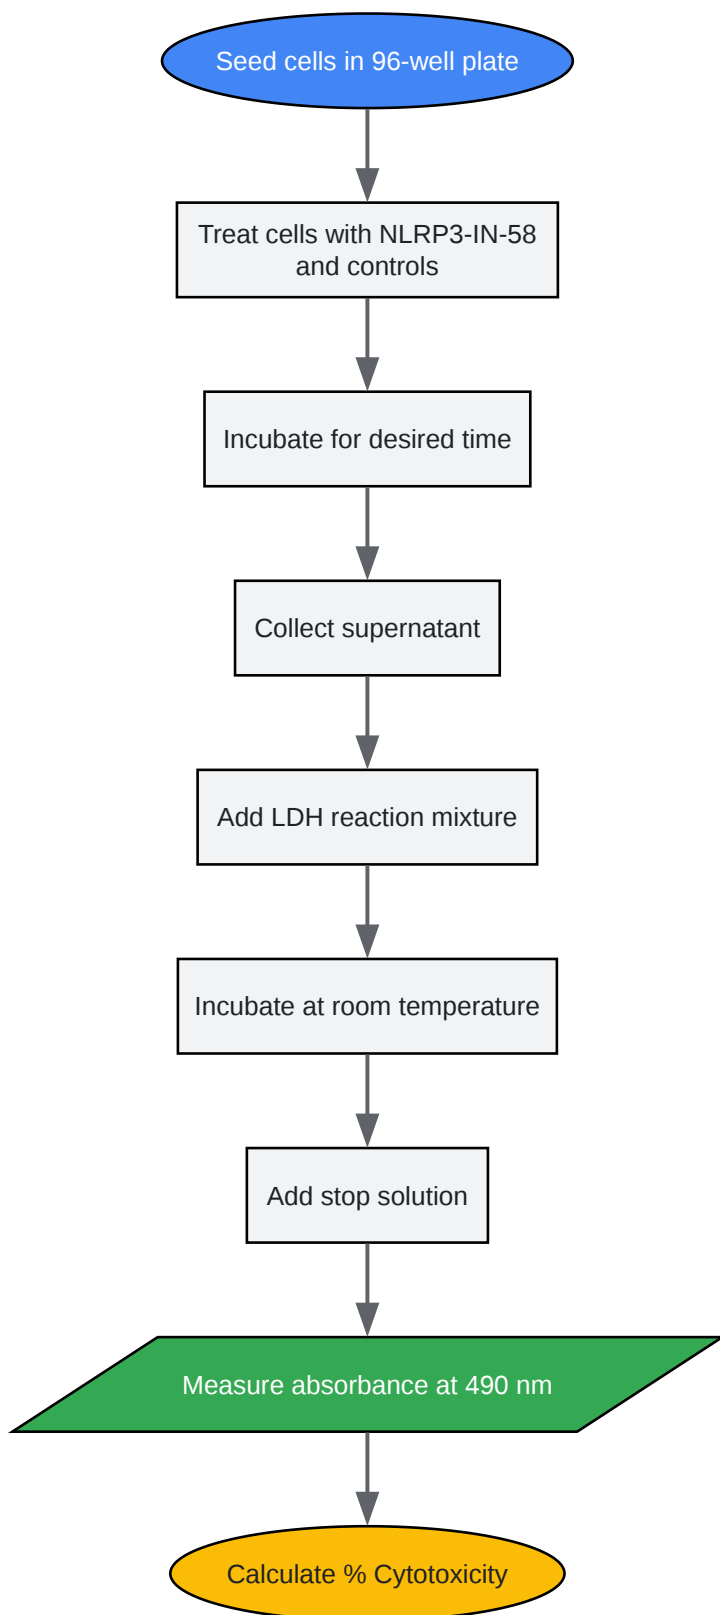 Seed cells in 96-well plate
Treat cells with NLRP3-IN-58
and controls
Incubate for desired time
Collect supernatant
Add LDH reaction mixture
Incubate at room temperature
Add stop solution
Measure absorbance at 490 nm
Calculate % Cytotoxicity